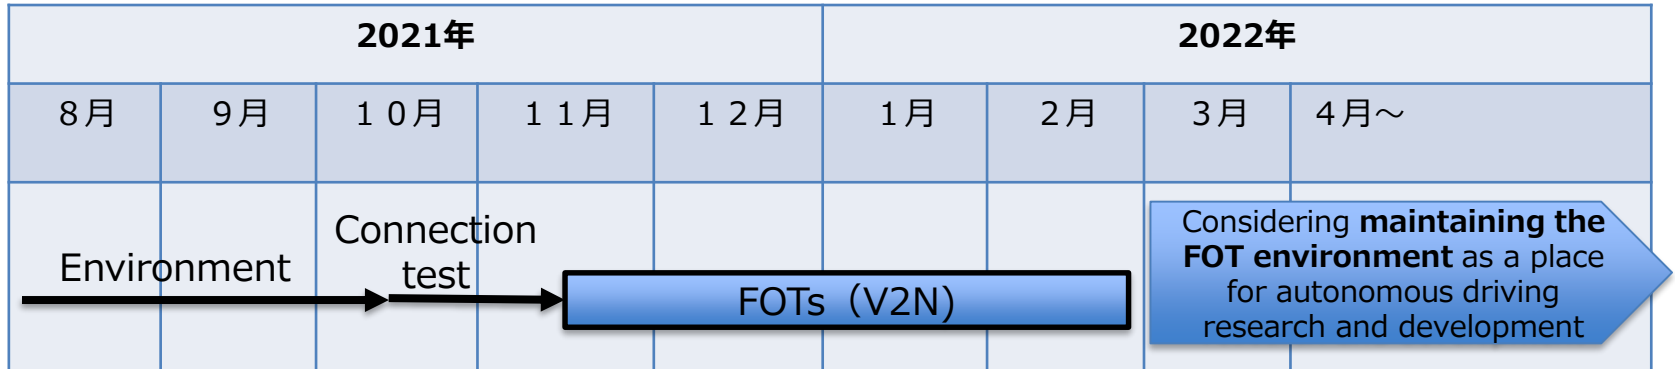 2021年
2022年
８月
９月
１０月
１１月
１２月
１月
２月
３月
４月～
Environment
Connection
test
FOTs（V2N)
Considering maintaining the
FOT environment as a place
for autonomous driving
research and development